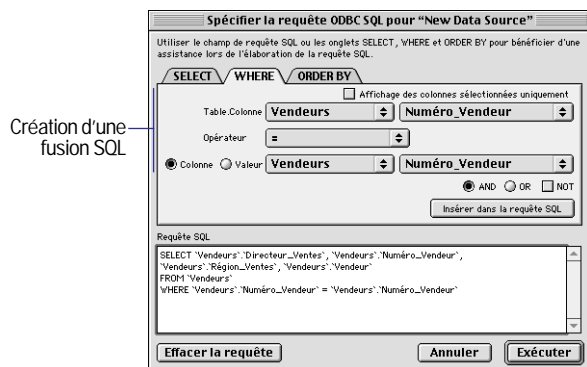 Spécifier la requête ODBC SQL pour “New Data Source”
Utiliser le champ de requête SQL ou les onglets SELECT, WHERE et ORDER BY pour bénéficier d'une
assistance lors de l'élaboration de la requête SQL.
SELECT WHERE ORDER BY
Affichage des colonnes sélectionnées uniquement
Table.Colonne Vendeurs Numéro_Vendeur
Création d'une
fusion SQL
Opérateur =
Colonne Valeur Vendeurs Numéro_Vendeur
AND OR NOT
Insérer dans la requête SQL
Requête SQL
SELECT `Vendeurs`.`Directeur_Ventes`, `Vendeurs`.`Numéro_Vendeur`,
`Vendeurs`.`Région_Ventes`, `Vendeurs`.`Vendeur`
FROM `Vendeurs`
WHERE `Vendeurs`.`Numéro_Vendeur` = `Vendeurs`.`Numéro_Vendeur`
Effacer la requête Annuler Exécuter